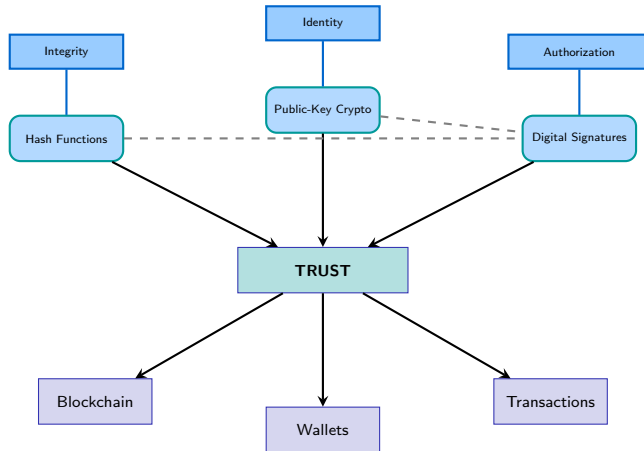 Identity
Integrity
Authorization
Public-Key Crypto
Hash Functions
Digital Signatures
TRUST
Blockchain
Wallets
Transactions